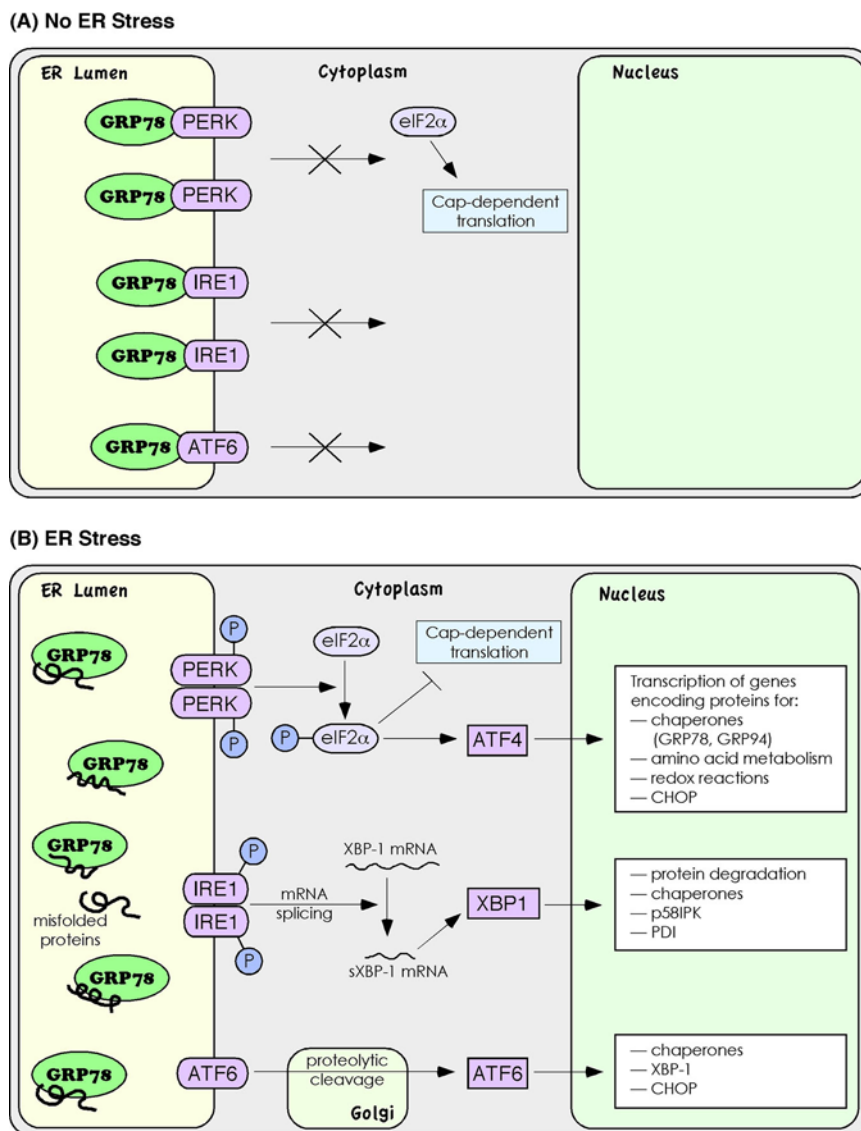 (A) No ER Stress
ER Lumen
Cytoplasm
Nucleus
GRP78
PERK
eIF2α
GRP78
PERK
Cap-dependent
translation
GRP78
IRE1
GRP78
IRE1
GRP78
ATF6
(B) ER Stress
ER Lumen
Cytoplasm
Nucleus
GRP78
P
PERK
PERK
P
eIF2α
Cap-dependent
translation
P
eIF2α
ATF4
Transcription of genes
encoding proteins for:
— chaperones
(GRP78, GRP94)
— amino acid metabolism
— redox reactions
— CHOP
GRP78
GRP78
misfolded
proteins
P
IRE1
IRE1
P
mRNA
splicing
XBP-1 mRNA
sXBP-1 mRNA
XBP1
— protein degradation
— chaperones
— p58IPK
— PDI
GRP78
GRP78
ATF6
proteolytic
cleavage
Golgi
ATF6
— chaperones
— XBP-1
— CHOP